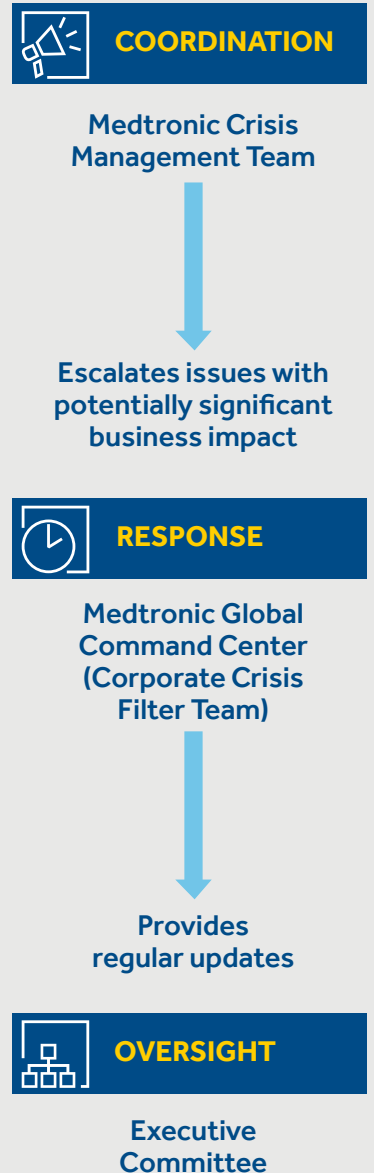 COORDINATION
Medtronic Crisis
Management Team
Escalates issues with
potentially significant
business impact
RESPONSE
Medtronic Global
Command Center
(Corporate Crisis
Filter Team)
Provides
regular updates
OVERSIGHT
Executive
Committee